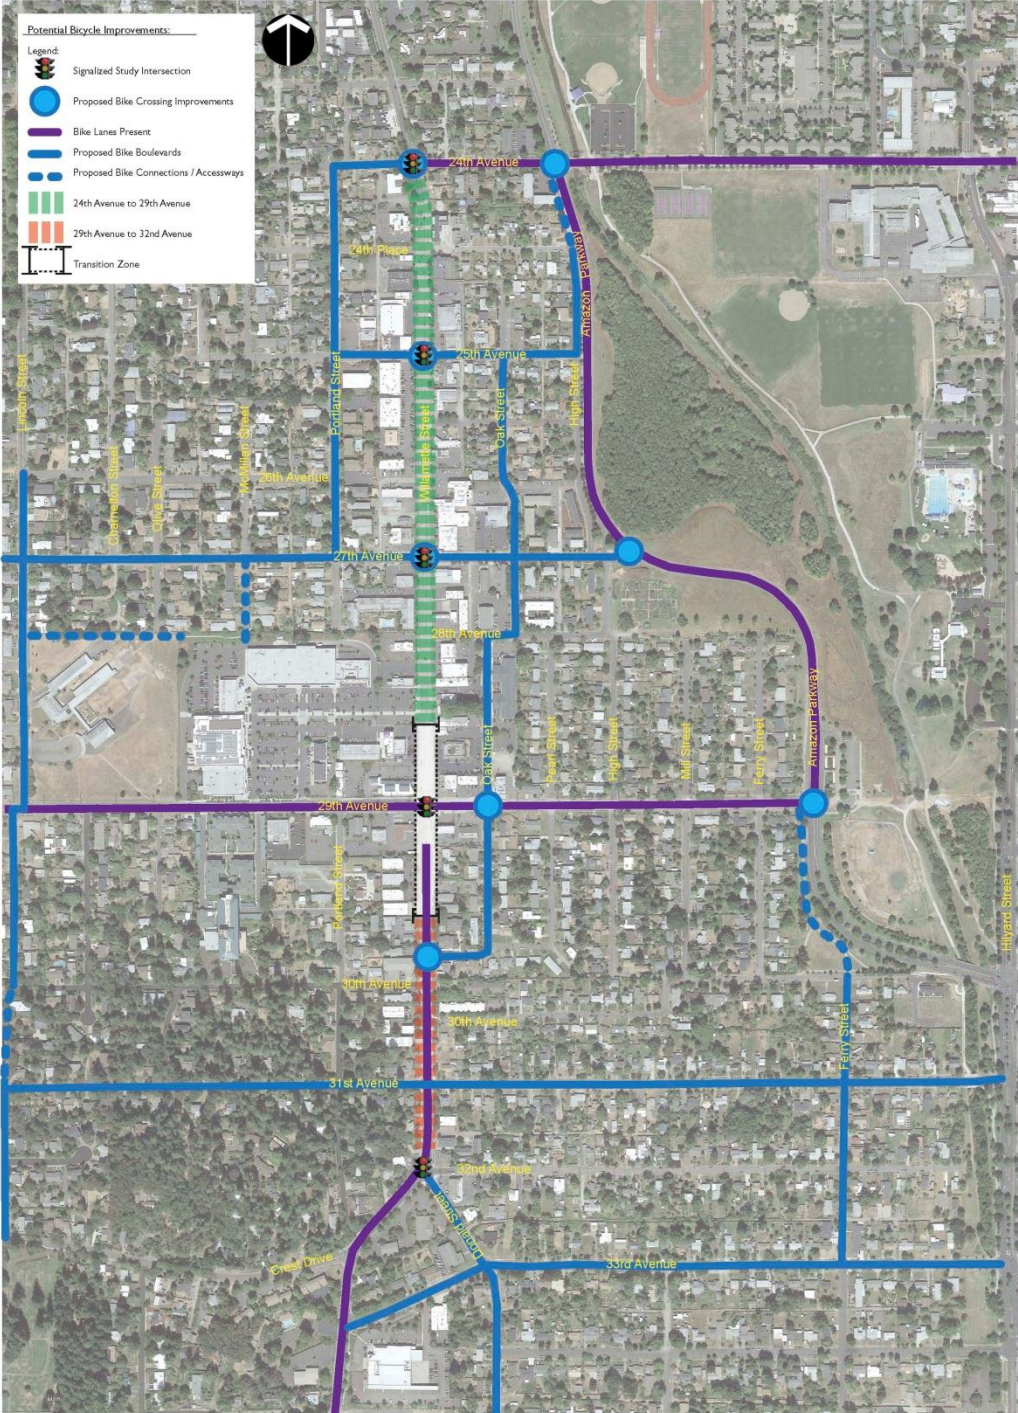 Potential Bicycle Improvements:
Legend:
Signalized Study Intersection
Proposed Bike Crossing Improvements
Bike Lanes Present
Proposed Bike Boulevards
Proposed Bike Connections / Accessways
24th Avenue to 29th Avenue
29th Avenue to 32nd Avenue
Transition Zone
24th Avenue
24th Place
Amazon Parkway
25th Avenue
Lincoln Street
Portland Street
Oak Street
High Street
Willamette Street
McMillan Street
Charnelton Street
Olive Street
26th Avenue
27th Avenue
28th Avenue
Oak Street
Pearl Street
High Street
Mill Street
Ferry Street
Amazon Parkway
29th Avenue
Portland Street
Hilyard Street
30th Avenue
30th Avenue
Ferry Street
31st Avenue
32nd Avenue
Donald Street
Crest Drive
33rd Avenue